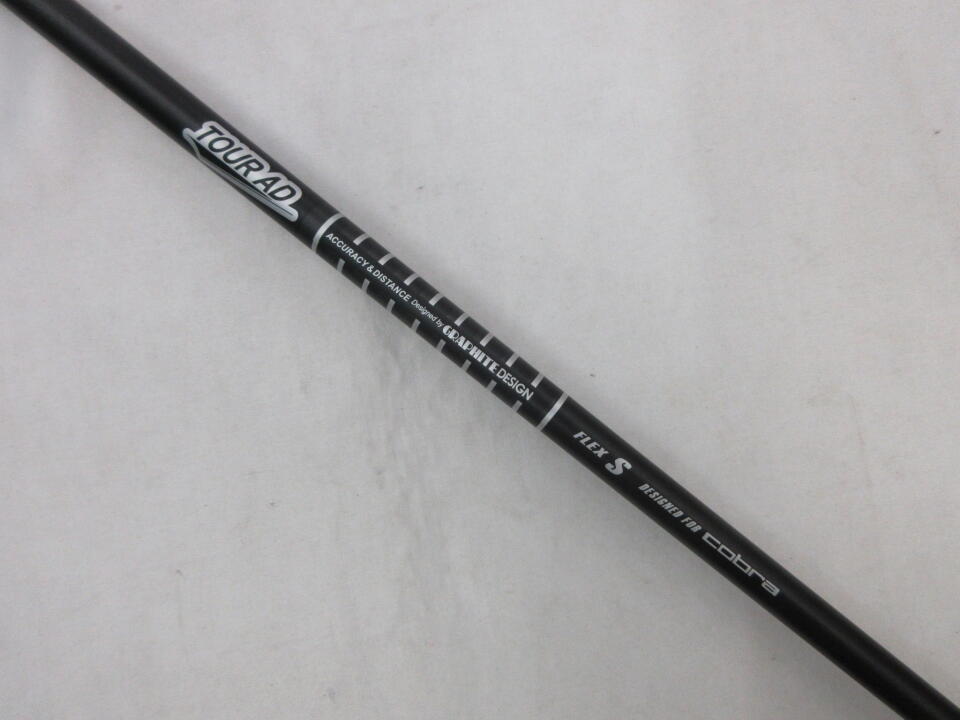 TOUR AD
ACCURACY & DISTANCE Designed by GRAPHITE DESIGN
FLEX S DESIGNED FOR cobra